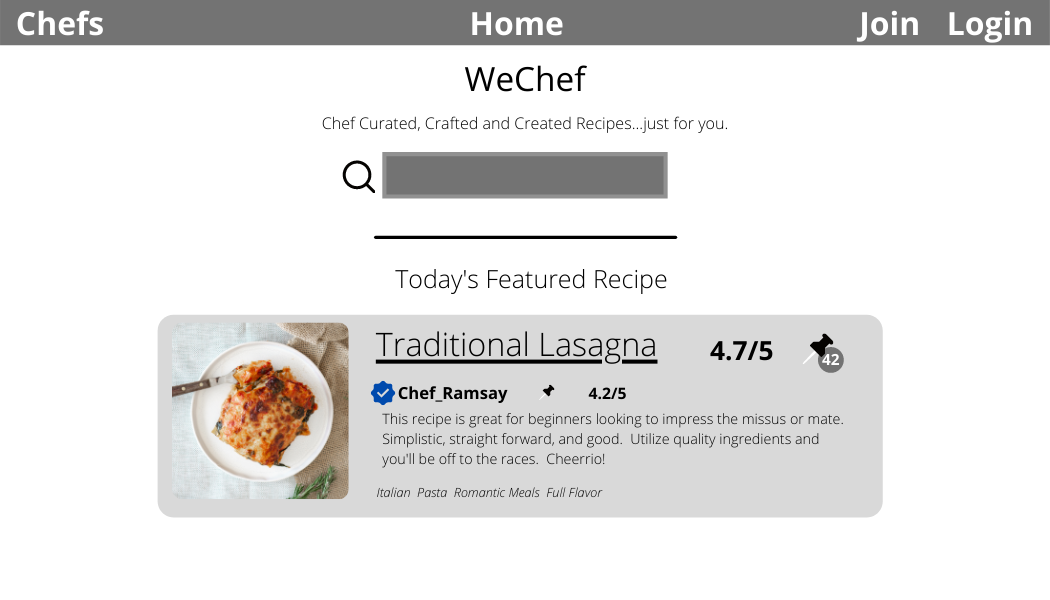 Chefs Home Join Login
WeChef
Chef Curated, Crafted and Created Recipes...just for you.
Today's Featured Recipe
Traditional Lasagna 4.7/5 42
Chef_Ramsay 4.2/5
This recipe is great for beginners looking to impress the missus or mate.
Simplistic, straight forward, and good. Utilize quality ingredients and
you'll be off to the races. Cheerrio!
Italian Pasta Romantic Meals Full Flavor